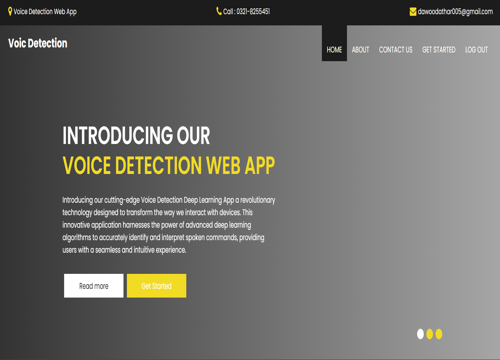 Voice Detection Web App
Call : 0321-8255451
dawoodathar005@gmail.com
Voic Detection
HOME
ABOUT
CONTACT US
GET STARTED
LOG OUT
INTRODUCING OUR
VOICE DETECTION WEB APP
Introducing our cutting-edge Voice Detection Deep Learning App a revolutionary
technology designed to transform the way we interact with devices. This
innovative application harnesses the power of advanced deep learning
algorithms to accurately identify and interpret spoken commands, providing
users with a seamless and intuitive experience.
Read more
Get Started